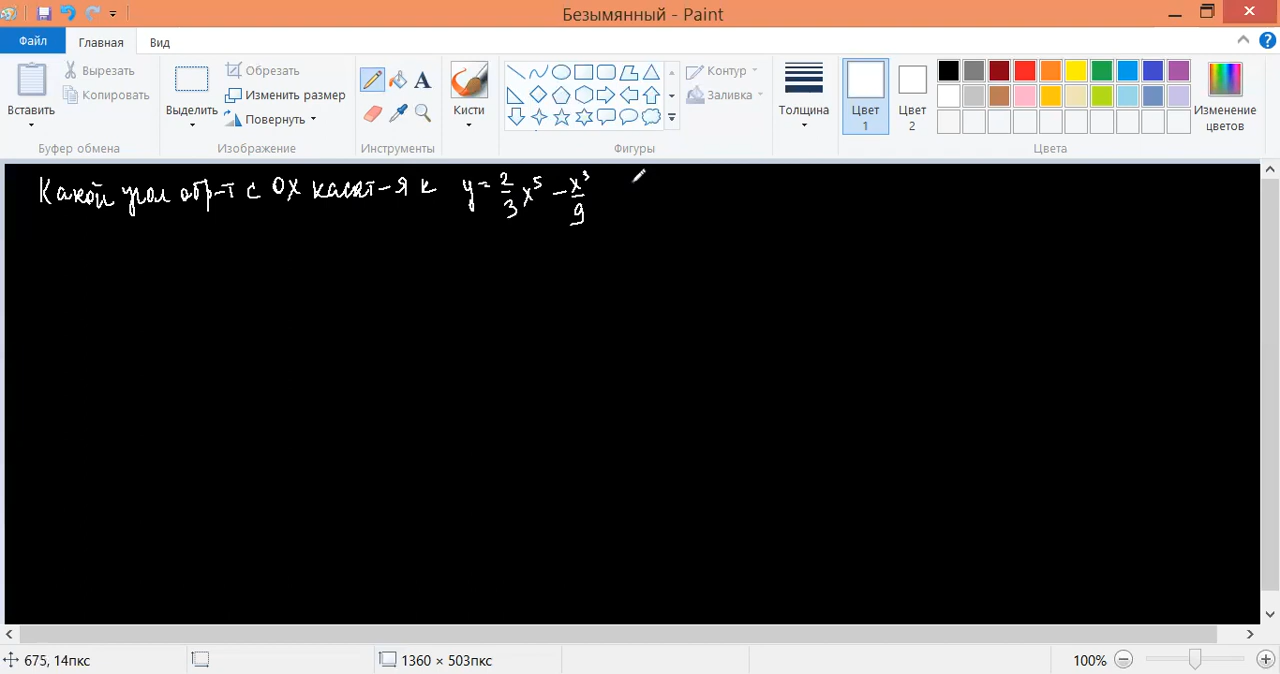 Безымянный - Paint
Файл Главная Вид
Вставить
Вырезать
Копировать
Буфер обмена
Выделить
Обрезать
Изменить размер
Повернуть
Изображение
Инструменты
Кисти
Контур
Заливка
Фигуры
Толщина
Цвет 1
Цвет 2
Изменение цветов
Цвета
Какой угол обр-т с OX касат-я к y = 2/3 x⁵ - x³/9
675, 14пкс 1360 × 503пкс 100%